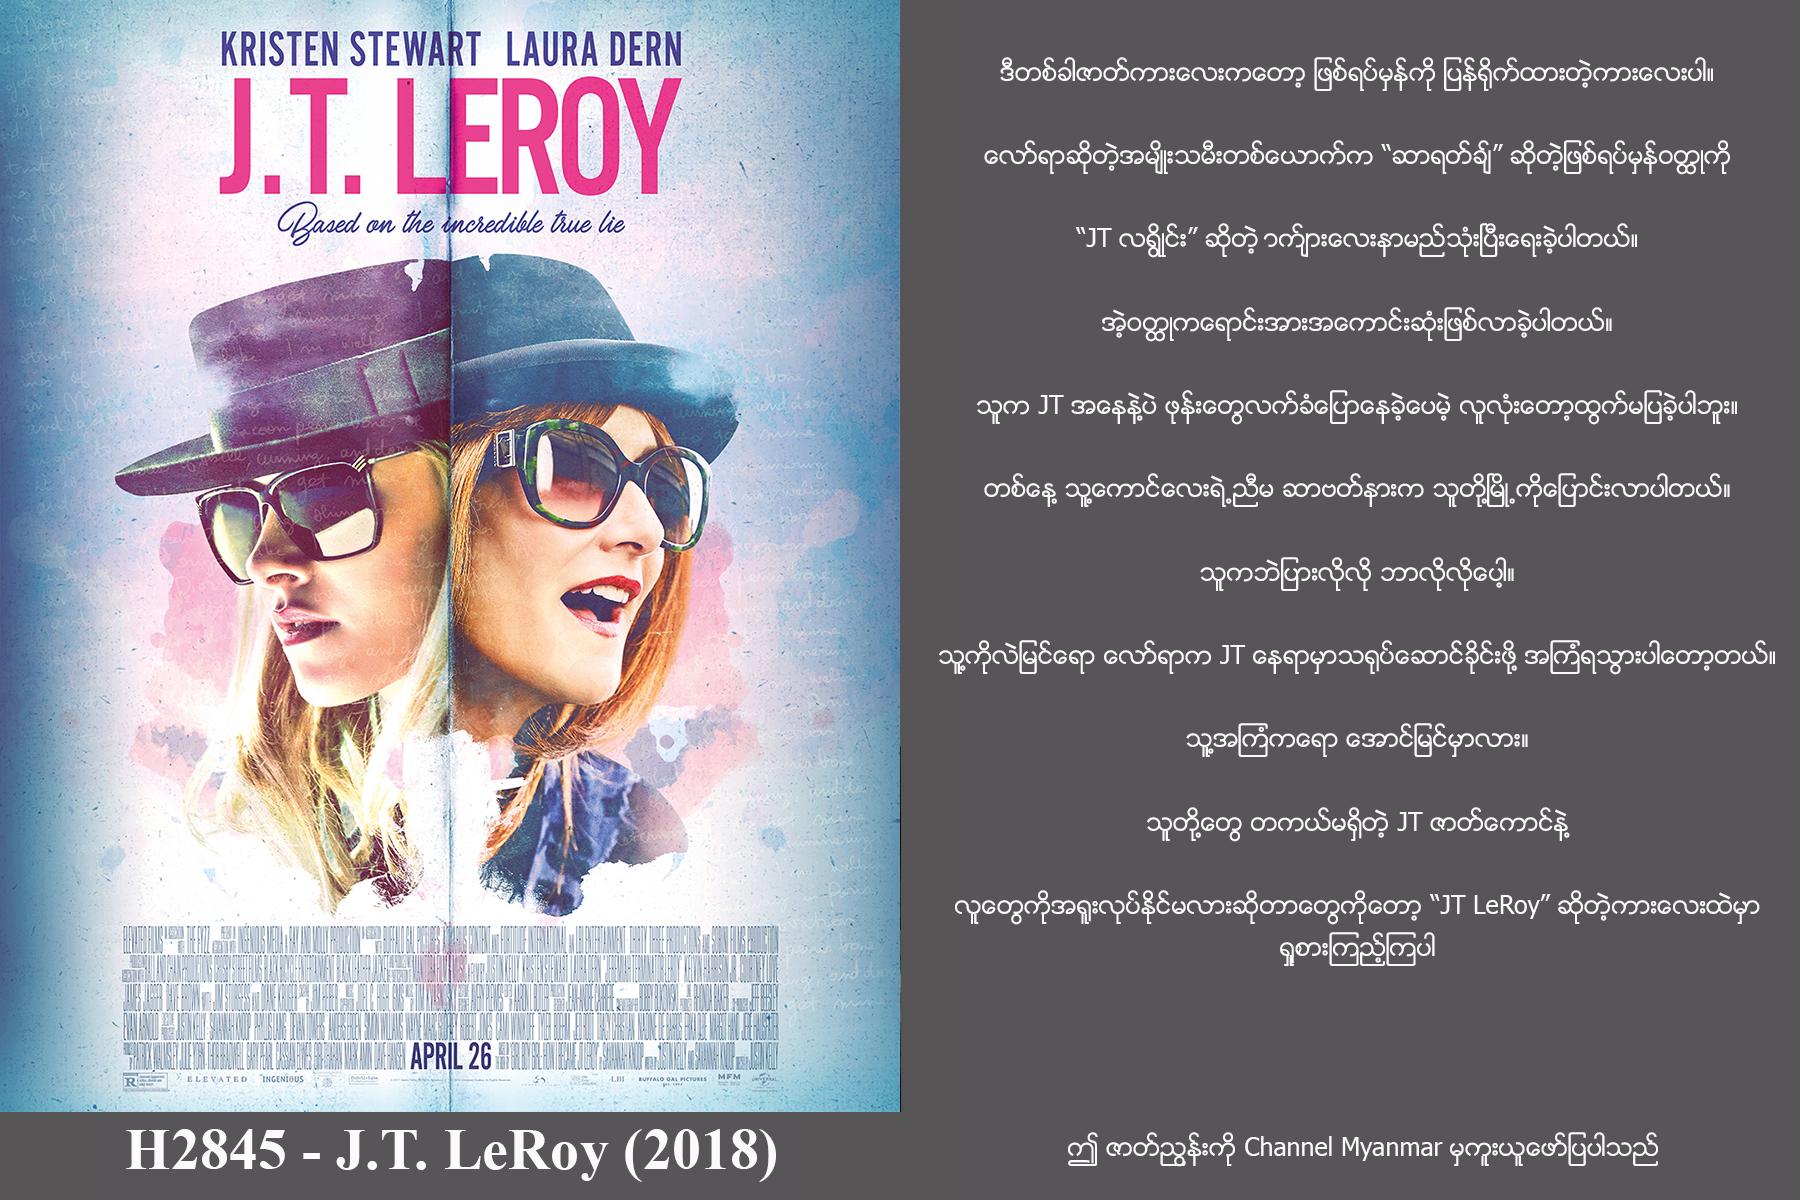 KRISTEN STEWART LAURA DERN
J.T. LEROY
Based on the incredible true lie
APRIL 26
R
ELEVATED
INGENIOUS
LBI
BUFFALO GAL PICTURES
MFM
H2845 - J.T. LeRoy (2018)
ဒီတစ်ခါဇာတ်ကားလေးကတော့ ဖြစ်ရပ်မှန်ကို ပြန်ရိုက်ထားတဲ့ကားလေးပါ။
လော်ရာဆိုတဲ့အမျိုးသမီးတစ်ယောက်က “ဆာရတ်ချ်” ဆိုတဲ့ဖြစ်ရပ်မှန်ဝတ္ထုကို
“JT လရွိုင်း” ဆိုတဲ့ ာက်ျားလေးနာမည်သုံးပြီးရေးခဲ့ပါတယ်။
အဲ့ဝတ္ထုကရောင်းအားအကောင်းဆုံးဖြစ်လာခဲ့ပါတယ်။
သူက JT အနေနဲ့ပဲ ဖုန်းတွေလက်ခံပြောနေခဲ့ပေမဲ့ လူလုံးတော့ထွက်မပြခဲ့ပါဘူး။
တစ်နေ့ သူ့ကောင်လေးရဲ့ညီမ ဆာဗတ်နားက သူတို့မြို့ကိုပြောင်းလာပါတယ်။
သူကဘဲပြားလိုလို ဘာလိုလိုပေ့ါ။
သူ့ကိုလဲမြင်ရော လော်ရာက JT နေရာမှာသရုပ်ဆောင်ခိုင်းဖို့ အကြံရသွားပါတော့တယ်။
သူ့အကြံကရော အောင်မြင်မှာလား။
သူတို့တွေ တကယ်မရှိတဲ့ JT ဇာတ်ကောင်နဲ့
လူတွေကိုအရူးလုပ်နိုင်မလားဆိုတာတွေကိုတော့ “JT LeRoy” ဆိုတဲ့ကားလေးထဲမှာ
ရှုစားကြည့်ကြပါ
ဤ ဇာတ်ညွှန်းကို Channel Myanmar မှကူးယူဖော်ပြပါသည်